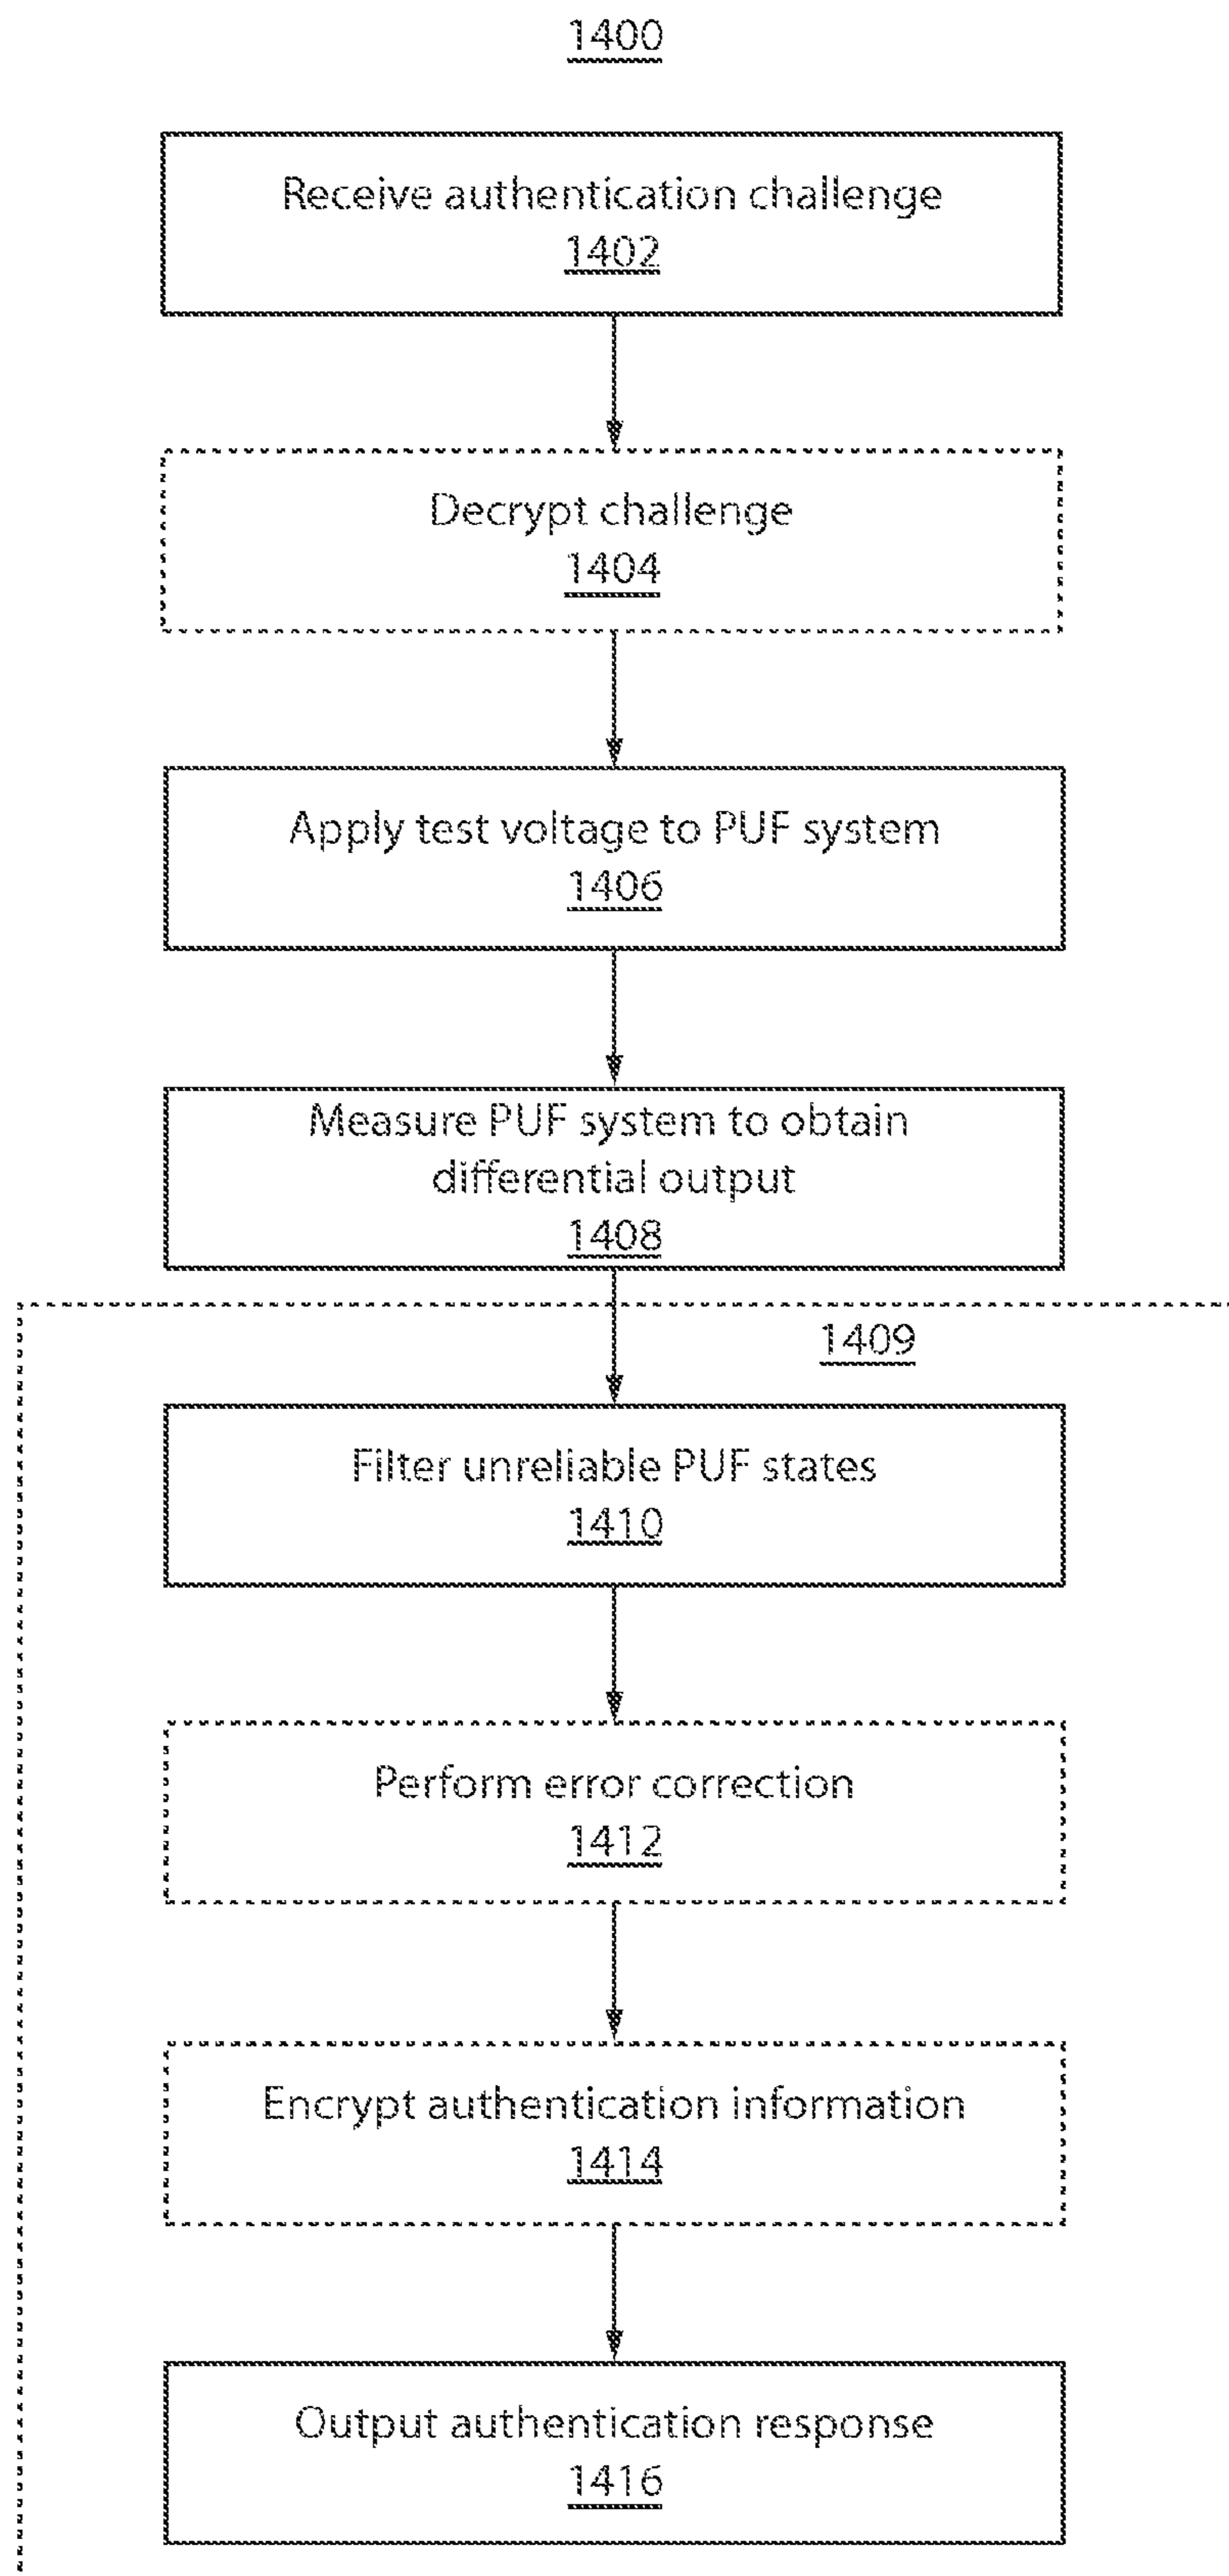 1400
Receive authentication challenge
1402
Decrypt challenge
1404
Apply test voltage to PUF system
1406
Measure PUF system to obtain
differential output
1408
1409
Filter unreliable PUF states
1410
Perform error correction
1412
Encrypt authentication information
1414
Output authentication response
1416